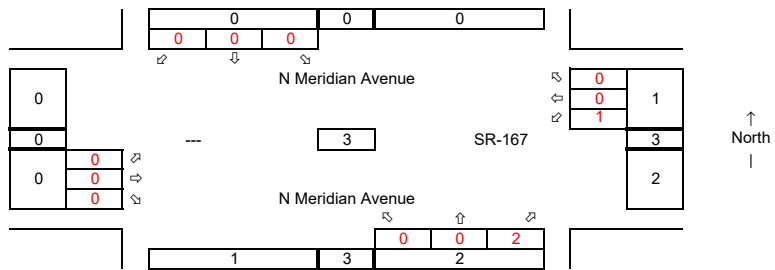 0 0 0
0 0 0
⬃ ⇩ ⬂
N Meridian Avenue
⬁ 0
0 ⇦ 0 1
⬃ 1
↑
0 --- 3 SR-167 3 North
|
0 ⬀
0 0 ⇨ 2
0 ⬂
N Meridian Avenue
⬁ ⇧ ⬀
0 0 2
1 3 2